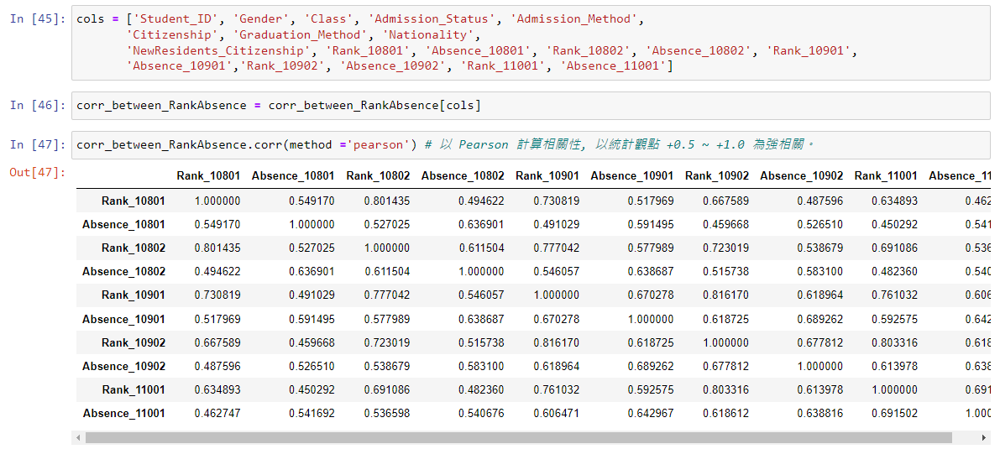 In [45]: cols = ['Student_ID', 'Gender', 'Class', 'Admission_Status', 'Admission_Method',
'Citizenship', 'Graduation_Method', 'Nationality',
'NewResidents_Citizenship', 'Rank_10801', 'Absence_10801', 'Rank_10802', 'Absence_10802', 'Rank_10901',
'Absence_10901','Rank_10902', 'Absence_10902', 'Rank_11001', 'Absence_11001']
In [46]: corr_between_RankAbsence = corr_between_RankAbsence[cols]
In [47]: corr_between_RankAbsence.corr(method ='pearson') # 以 Pearson 計算相關性, 以統計觀點 +0.5 ~ +1.0 為強相關。
Out[47]:
Rank_10801 Absence_10801 Rank_10802 Absence_10802 Rank_10901 Absence_10901 Rank_10902 Absence_10902 Rank_11001 Absence_11
Rank_10801 1.000000 0.549170 0.801435 0.494622 0.730819 0.517969 0.667589 0.487596 0.634893 0.462
Absence_10801 0.549170 1.000000 0.527025 0.636901 0.491029 0.591495 0.459668 0.526510 0.450292 0.541
Rank_10802 0.801435 0.527025 1.000000 0.611504 0.777042 0.577989 0.723019 0.538679 0.691086 0.536
Absence_10802 0.494622 0.636901 0.611504 1.000000 0.546057 0.638687 0.515738 0.583100 0.482360 0.540
Rank_10901 0.730819 0.491029 0.777042 0.546057 1.000000 0.670278 0.816170 0.618964 0.761032 0.606
Absence_10901 0.517969 0.591495 0.577989 0.638687 0.670278 1.000000 0.618725 0.689262 0.592575 0.642
Rank_10902 0.667589 0.459668 0.723019 0.515738 0.816170 0.618725 1.000000 0.677812 0.803316 0.618
Absence_10902 0.487596 0.526510 0.538679 0.583100 0.618964 0.689262 0.677812 1.000000 0.613978 0.638
Rank_11001 0.634893 0.450292 0.691086 0.482360 0.761032 0.592575 0.803316 0.613978 1.000000 0.691
Absence_11001 0.462747 0.541692 0.536598 0.540676 0.606471 0.642967 0.618612 0.638816 0.691502 1.000